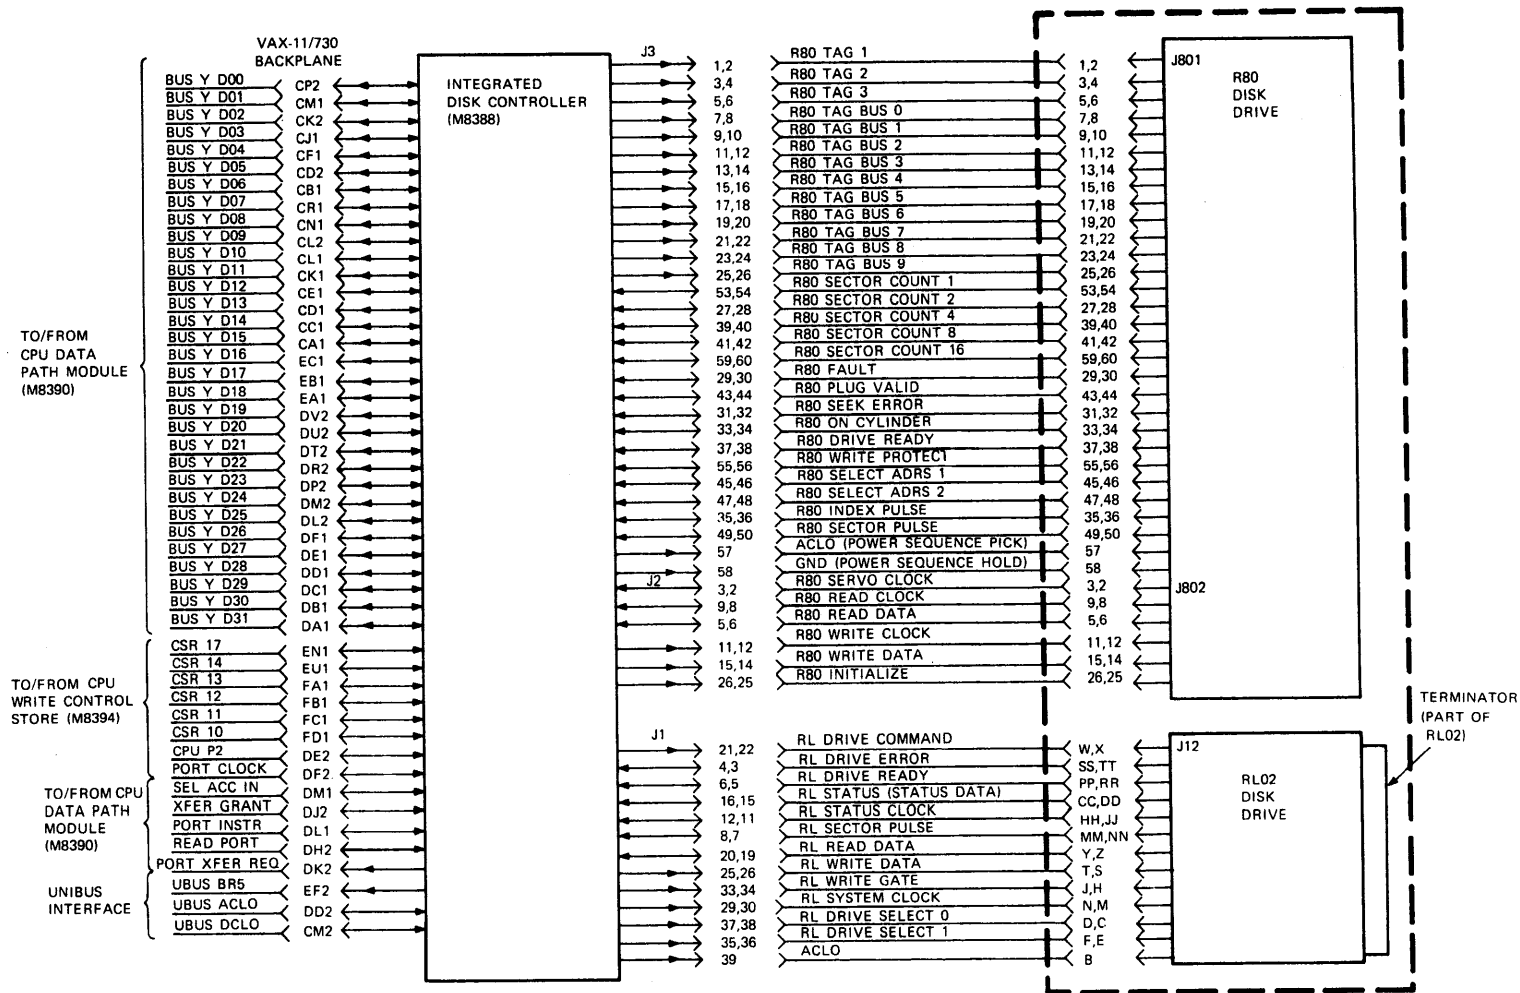 VAX-11/730
BACKPLANE
TO/FROM
CPU DATA
PATH MODULE
(M8390)
BUS Y D00 CP2
BUS Y D01 CM1
BUS Y D02 CK2
BUS Y D03 CJ1
BUS Y D04 CF1
BUS Y D05 CD2
BUS Y D06 CB1
BUS Y D07 CR1
BUS Y D08 CN1
BUS Y D09 CL2
BUS Y D10 CL1
BUS Y D11 CK1
BUS Y D12 CE1
BUS Y D13 CD1
BUS Y D14 CC1
BUS Y D15 CA1
BUS Y D16 EC1
BUS Y D17 EB1
BUS Y D18 EA1
BUS Y D19 DV2
BUS Y D20 DU2
BUS Y D21 DT2
BUS Y D22 DR2
BUS Y D23 DP2
BUS Y D24 DM2
BUS Y D25 DL2
BUS Y D26 DF1
BUS Y D27 DE1
BUS Y D28 DD1
BUS Y D29 DC1
BUS Y D30 DB1
BUS Y D31 DA1
TO/FROM CPU
WRITE CONTROL
STORE (M8394)
CSR 17 EN1
CSR 14 EU1
CSR 13 FA1
CSR 12 FB1
CSR 11 FC1
CSR 10 FD1
CPU P2 DE2
TO/FROM CPU
DATA PATH
MODULE
(M8390)
PORT CLOCK DF2
SEL ACC IN DM1
XFER GRANT DJ2
PORT INSTR DL1
READ PORT DH2
PORT XFER REQ DK2
UNIBUS
INTERFACE
UBUS BR5 EF2
UBUS ACLO DD2
UBUS DCLO CM2
INTEGRATED
DISK CONTROLLER
(M8388)
J3
1,2 R80 TAG 1 1,2
3,4 R80 TAG 2 3,4
5,6 R80 TAG 3 5,6
7,8 R80 TAG BUS 0 7,8
9,10 R80 TAG BUS 1 9,10
11,12 R80 TAG BUS 2 11,12
13,14 R80 TAG BUS 3 13,14
15,16 R80 TAG BUS 4 15,16
17,18 R80 TAG BUS 5 17,18
19,20 R80 TAG BUS 6 19,20
21,22 R80 TAG BUS 7 21,22
23,24 R80 TAG BUS 8 23,24
25,26 R80 TAG BUS 9 25,26
53,54 R80 SECTOR COUNT 1 53,54
27,28 R80 SECTOR COUNT 2 27,28
39,40 R80 SECTOR COUNT 4 39,40
41,42 R80 SECTOR COUNT 8 41,42
59,60 R80 SECTOR COUNT 16 59,60
29,30 R80 FAULT 29,30
43,44 R80 PLUG VALID 43,44
31,32 R80 SEEK ERROR 31,32
33,34 R80 ON CYLINDER 33,34
37,38 R80 DRIVE READY 37,38
55,56 R80 WRITE PROTECT 55,56
45,46 R80 SELECT ADRS 1 45,46
47,48 R80 SELECT ADRS 2 47,48
35,36 R80 INDEX PULSE 35,36
49,50 R80 SECTOR PULSE 49,50
57 ACLO (POWER SEQUENCE PICK) 57
58 GND (POWER SEQUENCE HOLD) 58
J2
3,2 R80 SERVO CLOCK 3,2
9,8 R80 READ CLOCK 9,8
5,6 R80 READ DATA 5,6
11,12 R80 WRITE CLOCK 11,12
15,14 R80 WRITE DATA 15,14
26,25 R80 INITIALIZE 26,25
J1
21,22 RL DRIVE COMMAND W,X
4,3 RL DRIVE ERROR SS,TT
6,5 RL DRIVE READY PP,RR
16,15 RL STATUS (STATUS DATA) CC,DD
12,11 RL STATUS CLOCK HH,JJ
8,7 RL SECTOR PULSE MM,NN
20,19 RL READ DATA Y,Z
25,26 RL WRITE DATA T,S
33,34 RL WRITE GATE J,H
29,30 RL SYSTEM CLOCK N,M
37,38 RL DRIVE SELECT 0 D,C
35,36 RL DRIVE SELECT 1 F,E
39 ACLO B
J801
R80
DISK
DRIVE
J802
J12
RL02
DISK
DRIVE
TERMINATOR
(PART OF
RL02)